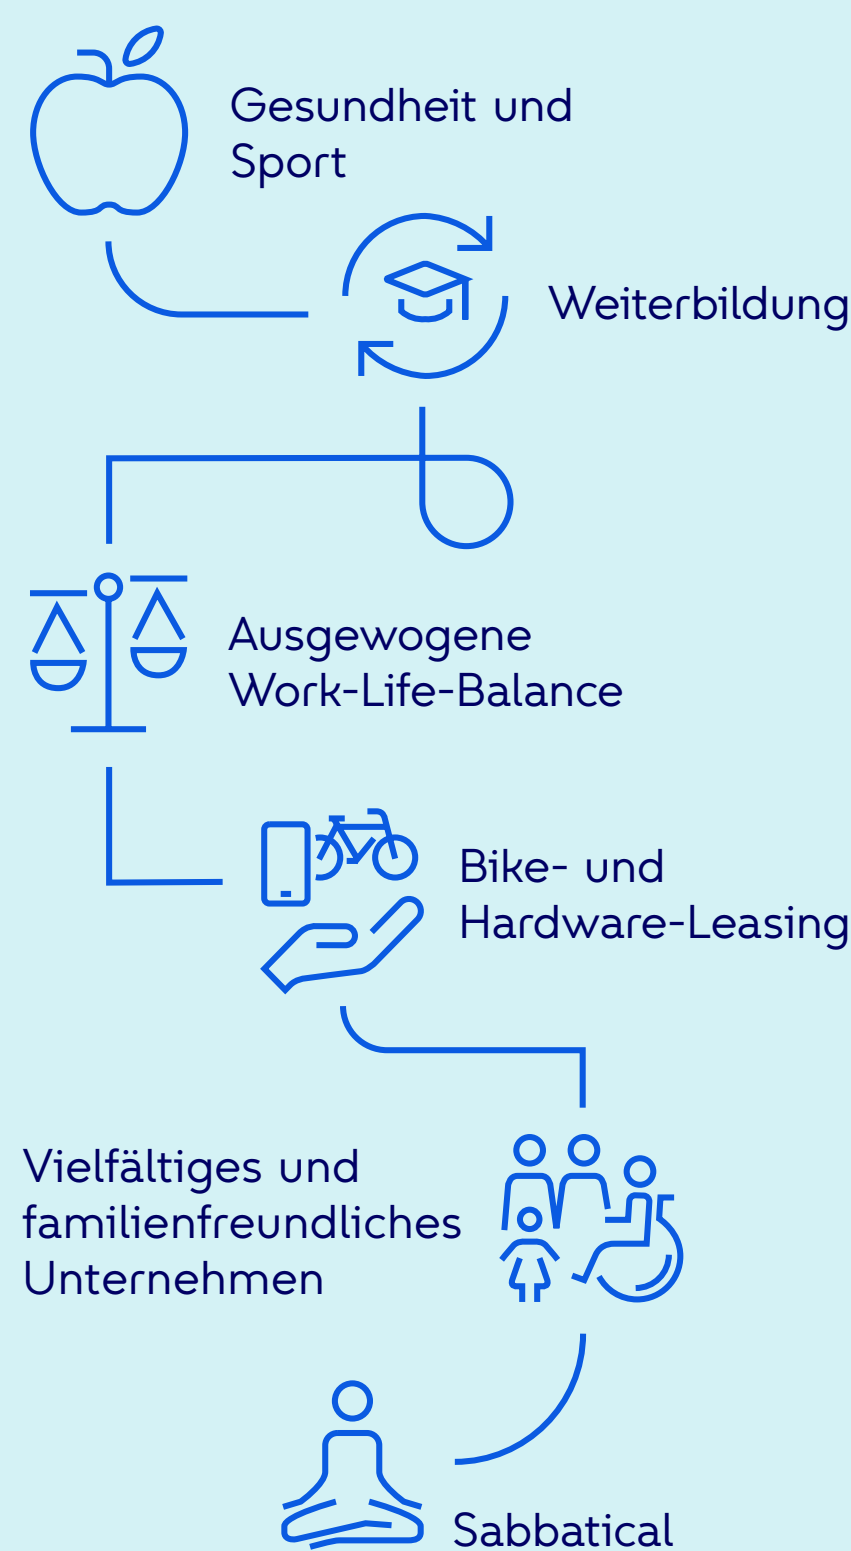 Gesundheit und
Sport
Weiterbildung
Ausgewogene
Work-Life-Balance
Bike- und
Hardware-Leasing
Vielfältiges und
familienfreundliches
Unternehmen
Sabbatical